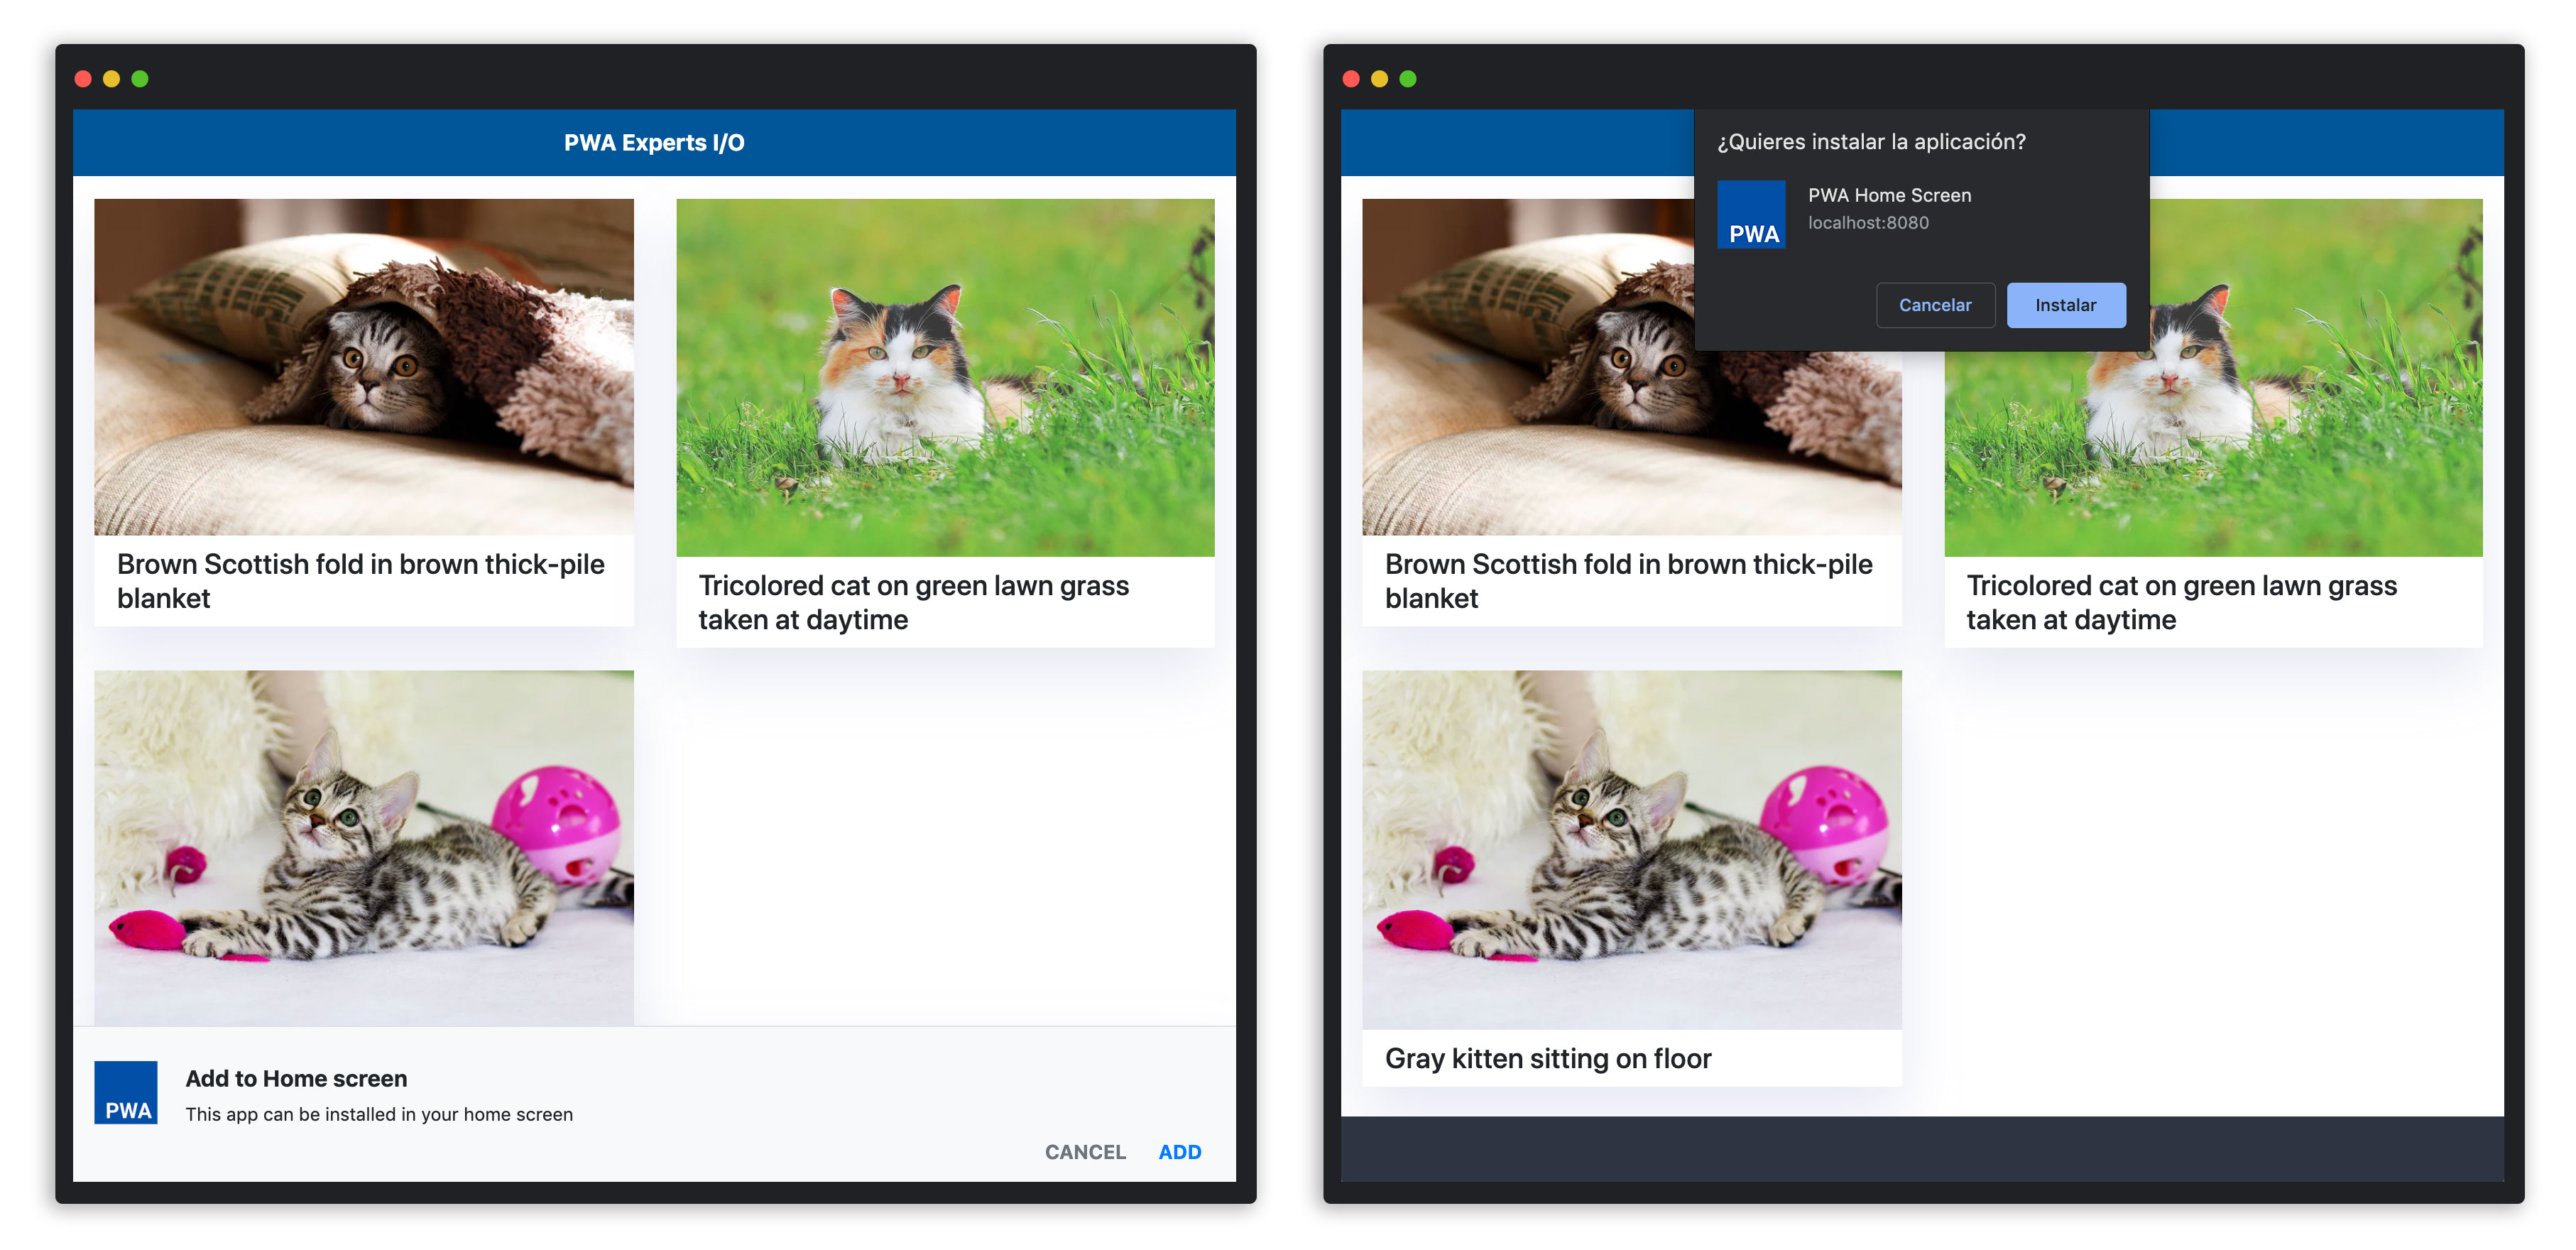 PWA Experts I/O
Brown Scottish fold in brown thick-pile
blanket
Tricolored cat on green lawn grass
taken at daytime
PWA
Add to Home screen
This app can be installed in your home screen
CANCEL ADD
¿Quieres instalar la aplicación?
PWA
PWA Home Screen
localhost:8080
Cancelar Instalar
Brown Scottish fold in brown thick-pile
blanket
Tricolored cat on green lawn grass
taken at daytime
Gray kitten sitting on floor